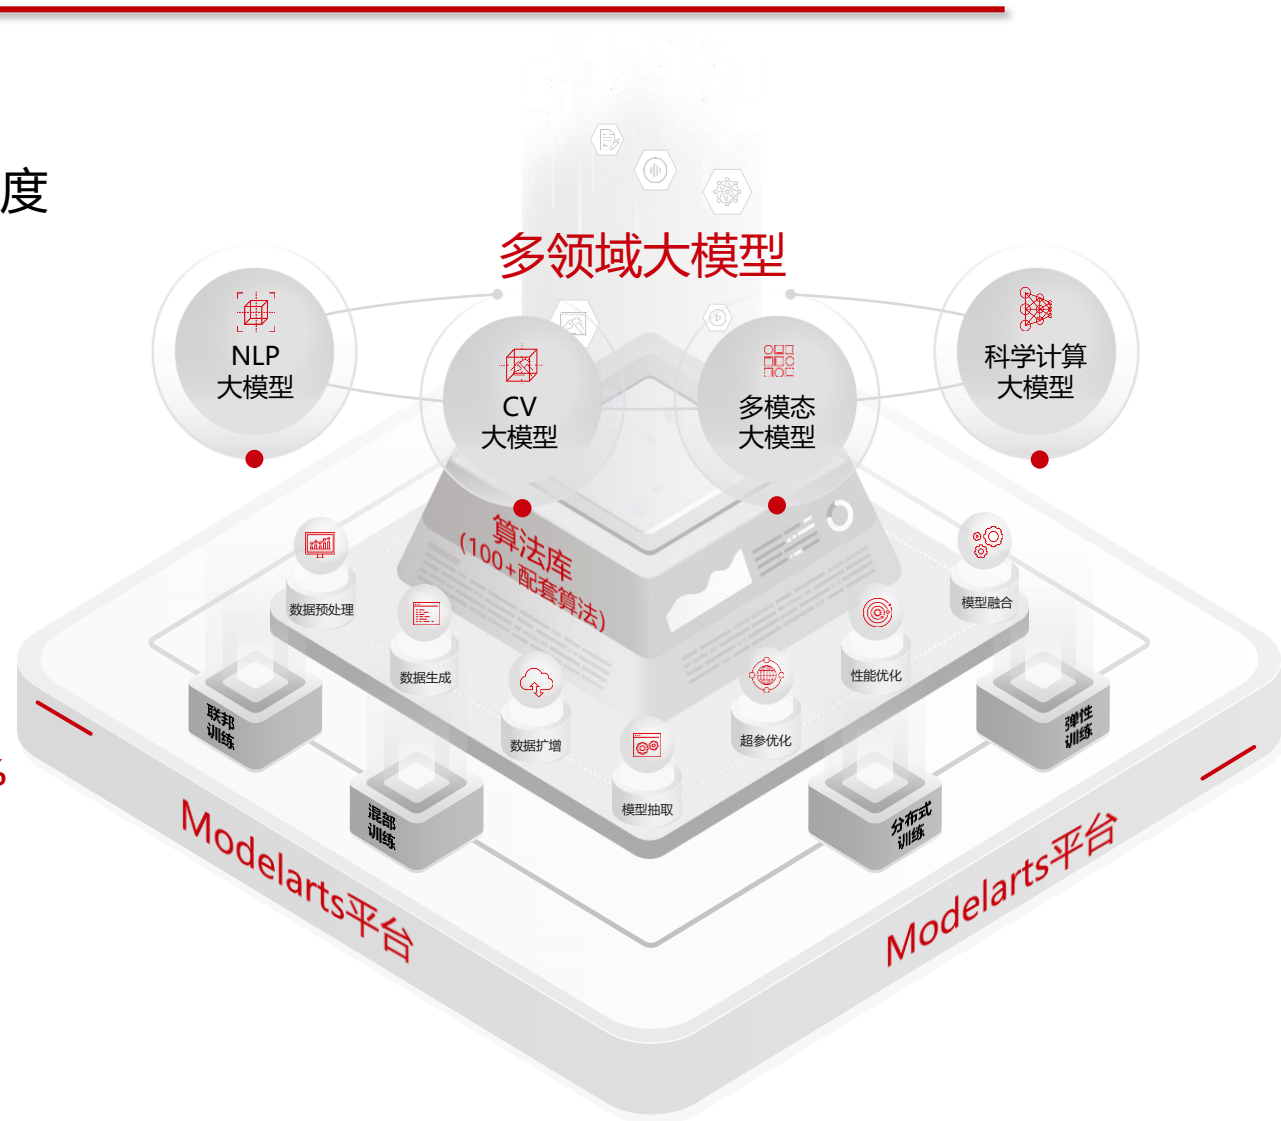 度
多领域大模型
NLP
大模型
CV
大模型
多模态
大模型
科学计算
大模型
算法库
(100+配套算法)
数据预处理
数据生成
数据扩增
模型抽取
超参优化
性能优化
模型融合
联邦
训练
混部
训练
分布式
训练
弹性
训练
%
Modelarts平台
Modelarts平台